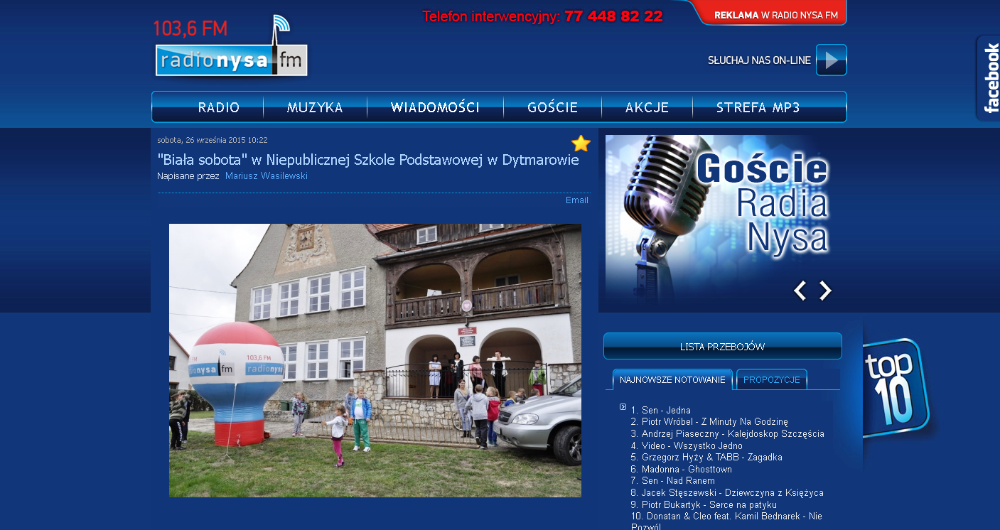 Telefon interwencyjny: 77 448 82 22
REKLAMA W RADIO NYSA FM
103,6 FM
radionysa fm
SŁUCHAJ NAS ON-LINE
facebook
RADIO
MUZYKA
WIADOMOŚCI
GOŚCIE
AKCJE
STREFA MP3
sobota, 26 września 2015 10:22
"Biała sobota" w Niepublicznej Szkole Podstawowej w Dytmarowie
Napisane przez Mariusz Wasilewski
Email
103,6 FM
103,6 FM
nysa fm
radionysa
Goście
Radia
Nysa
LISTA PRZEBOJÓW
NAJNOWSZE NOTOWANIE
PROPOZYCJE
top
10
1. Sen - Jedna
2. Piotr Wróbel - Z Minuty Na Godzinę
3. Andrzej Piaseczny - Kalejdoskop Szczęścia
4. Video - Wszystko Jedno
5. Grzegorz Hyży & TABB - Zagadka
6. Madonna - Ghosttown
7. Sen - Nad Ranem
8. Jacek Stęszewski - Dziewczyna z Księżyca
9. Piotr Bukartyk - Serce na patyku
10. Donatan & Cleo feat. Kamil Bednarek - Nie
Pozwól